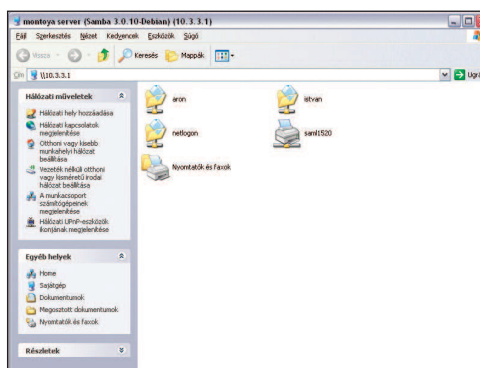 montoya server (Samba 3.0.10-Debian) (10.3.3.1)
Fájl Szerkesztés Nézet Kedvencek Eszközök Súgó
Vissza Keresés Mappák
Cím \\10.3.3.1 Ugrá
Hálózati műveletek
Hálózati hely hozzáadása
Hálózati kapcsolatok
megjelenítése
Otthoni vagy kisebb
munkahelyi hálózat
beállítása
Vezeték nélküli otthoni
vagy kisméretű irodai
hálózat beállítása
A munkacsoport
számítógépeinek
megjelenítése
Hálózati UPnP-eszközök
ikonjának megjelenítése
Egyéb helyek
Home
Sajátgép
Dokumentumok
Megosztott dokumentumok
Nyomtatók és faxok
Részletek
aron
istvan
netlogon
saml1520
Nyomtatók és faxok